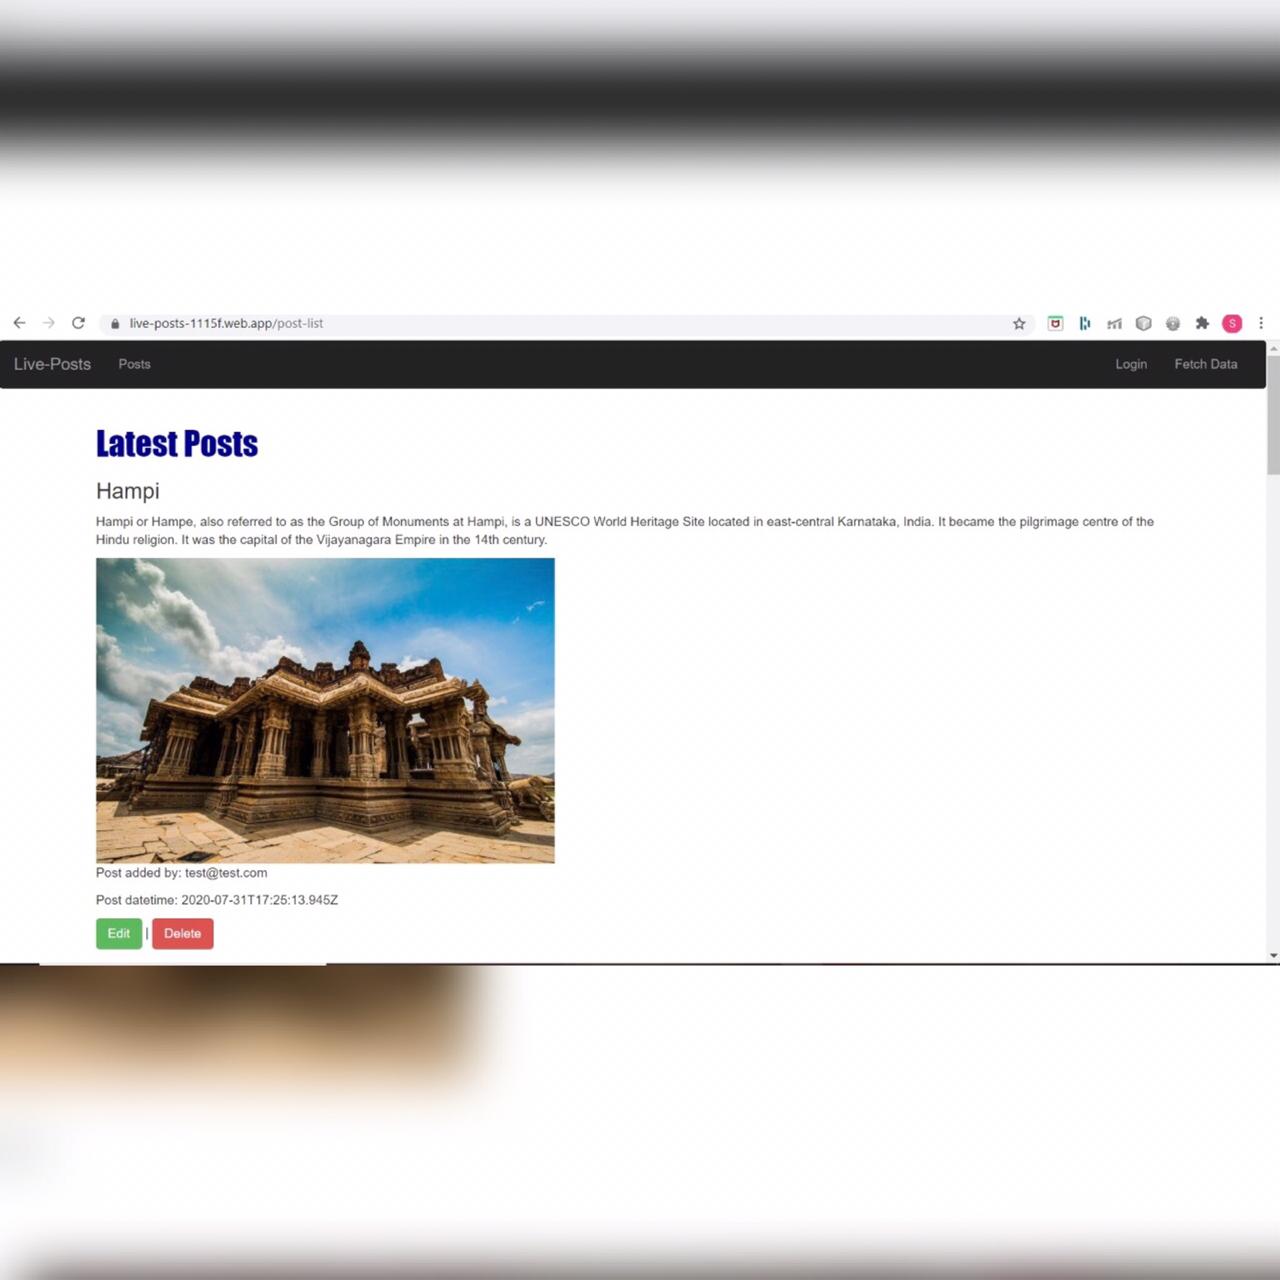 live-posts-1115f.web.app/post-list
S
Live-Posts Posts Login Fetch Data
Latest Posts
Hampi
Hampi or Hampe, also referred to as the Group of Monuments at Hampi, is a UNESCO World Heritage Site located in east-central Karnataka, India. It became the pilgrimage centre of the
Hindu religion. It was the capital of the Vijayanagara Empire in the 14th century.
Post added by: test@test.com
Post datetime: 2020-07-31T17:25:13.945Z
Edit | Delete